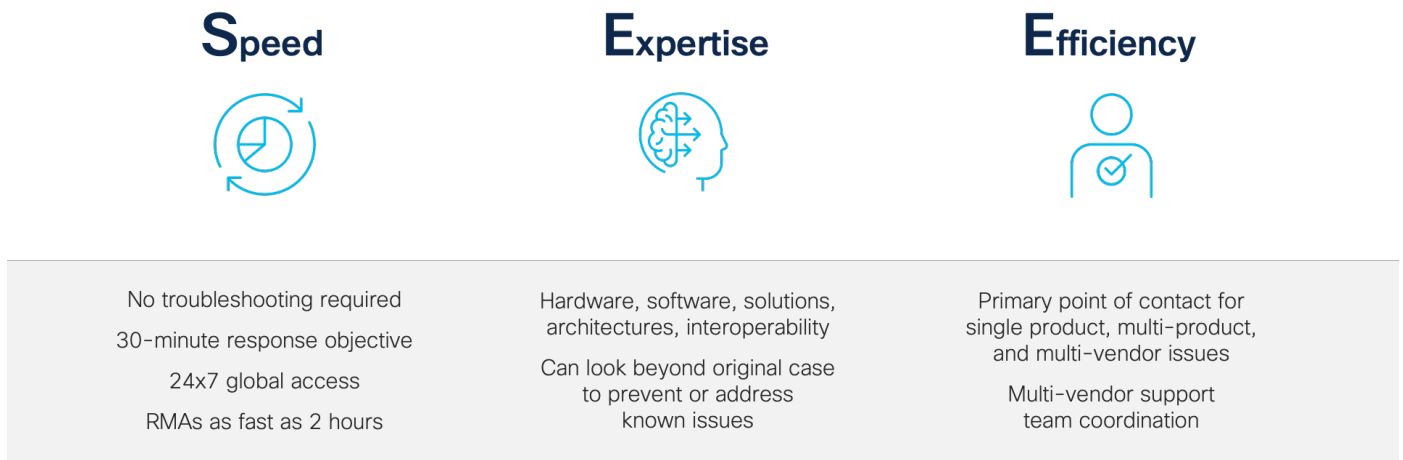 Speed
No troubleshooting required
30-minute response objective
24x7 global access
RMAs as fast as 2 hours
Expertise
Hardware, software, solutions,
architectures, interoperability
Can look beyond original case
to prevent or address
known issues
Efficiency
Primary point of contact for
single product, multi-product,
and multi-vendor issues
Multi-vendor support
team coordination